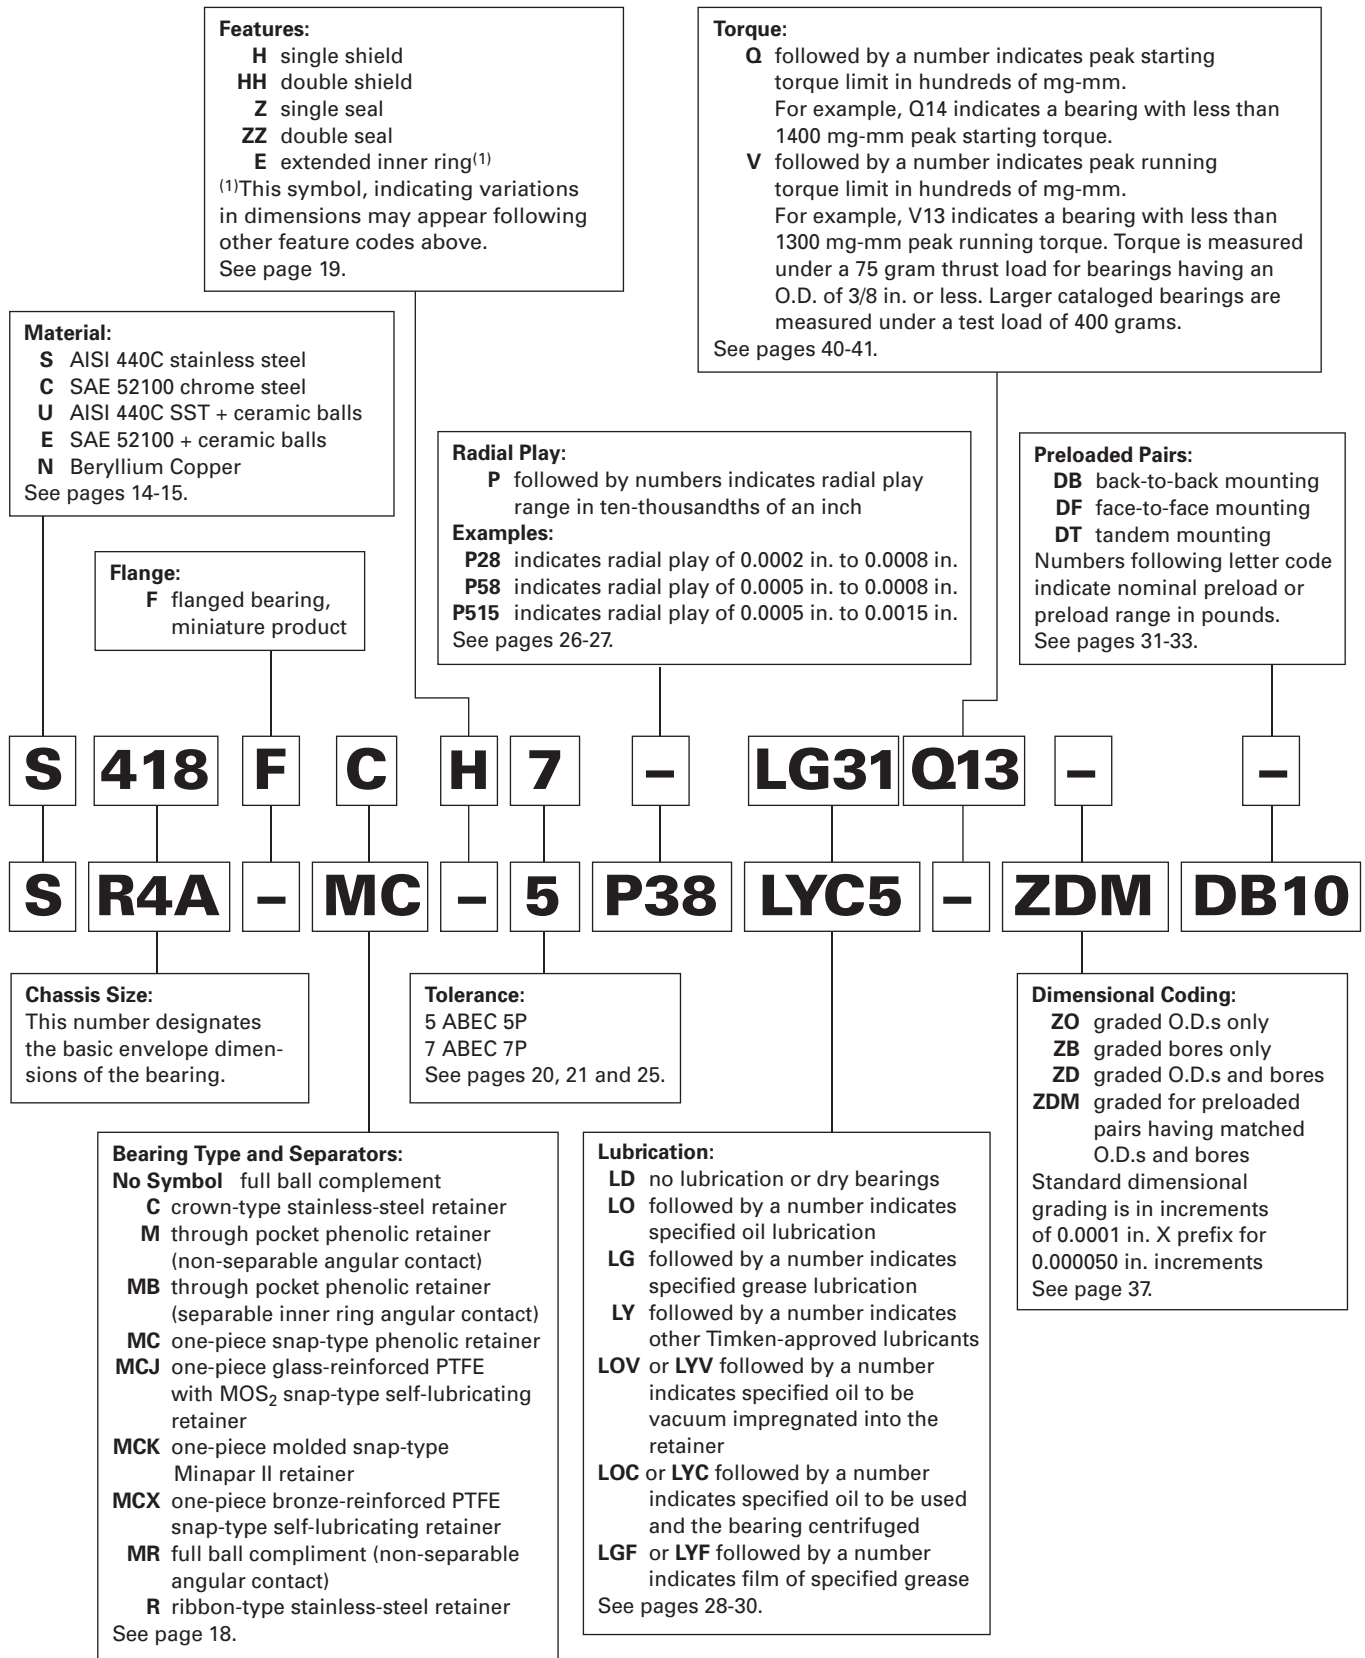 Features:
H single shield
HH double shield
Z single seal
ZZ double seal
E extended inner ring(1)
(1)This symbol, indicating variations
in dimensions may appear following
other feature codes above.
See page 19.
Torque:
Q followed by a number indicates peak starting
torque limit in hundreds of mg-mm.
For example, Q14 indicates a bearing with less than
1400 mg-mm peak starting torque.
V followed by a number indicates peak running
torque limit in hundreds of mg-mm.
For example, V13 indicates a bearing with less than
1300 mg-mm peak running torque. Torque is measured
under a 75 gram thrust load for bearings having an
O.D. of 3/8 in. or less. Larger cataloged bearings are
measured under a test load of 400 grams.
See pages 40-41.
Material:
S AISI 440C stainless steel
C SAE 52100 chrome steel
U AISI 440C SST + ceramic balls
E SAE 52100 + ceramic balls
N Beryllium Copper
See pages 14-15.
Radial Play:
P followed by numbers indicates radial play
range in ten-thousandths of an inch
Examples:
P28 indicates radial play of 0.0002 in. to 0.0008 in.
P58 indicates radial play of 0.0005 in. to 0.0008 in.
P515 indicates radial play of 0.0005 in. to 0.0015 in.
See pages 26-27.
Preloaded Pairs:
DB back-to-back mounting
DF face-to-face mounting
DT tandem mounting
Numbers following letter code
indicate nominal preload or
preload range in pounds.
See pages 31-33.
Flange:
F flanged bearing,
miniature product
S 418 F C H 7 – LG31 Q13 – –
S R4A – MC – 5 P38 LYC5 – ZDM DB10
Chassis Size:
This number designates
the basic envelope dimen-
sions of the bearing.
Tolerance:
5 ABEC 5P
7 ABEC 7P
See pages 20, 21 and 25.
Dimensional Coding:
ZO graded O.D.s only
ZB graded bores only
ZD graded O.D.s and bores
ZDM graded for preloaded
pairs having matched
O.D.s and bores
Standard dimensional
grading is in increments
of 0.0001 in. X prefix for
0.000050 in. increments
See page 37.
Bearing Type and Separators:
No Symbol full ball complement
C crown-type stainless-steel retainer
M through pocket phenolic retainer
(non-separable angular contact)
MB through pocket phenolic retainer
(separable inner ring angular contact)
MC one-piece snap-type phenolic retainer
MCJ one-piece glass-reinforced PTFE
with MOS2 snap-type self-lubricating
retainer
MCK one-piece molded snap-type
Minapar II retainer
MCX one-piece bronze-reinforced PTFE
snap-type self-lubricating retainer
MR full ball compliment (non-separable
angular contact)
R ribbon-type stainless-steel retainer
See page 18.
Lubrication:
LD no lubrication or dry bearings
LO followed by a number indicates
specified oil lubrication
LG followed by a number indicates
specified grease lubrication
LY followed by a number indicates
other Timken-approved lubricants
LOV or LYV followed by a number
indicates specified oil to be
vacuum impregnated into the
retainer
LOC or LYC followed by a number
indicates specified oil to be used
and the bearing centrifuged
LGF or LYF followed by a number
indicates film of specified grease
See pages 28-30.